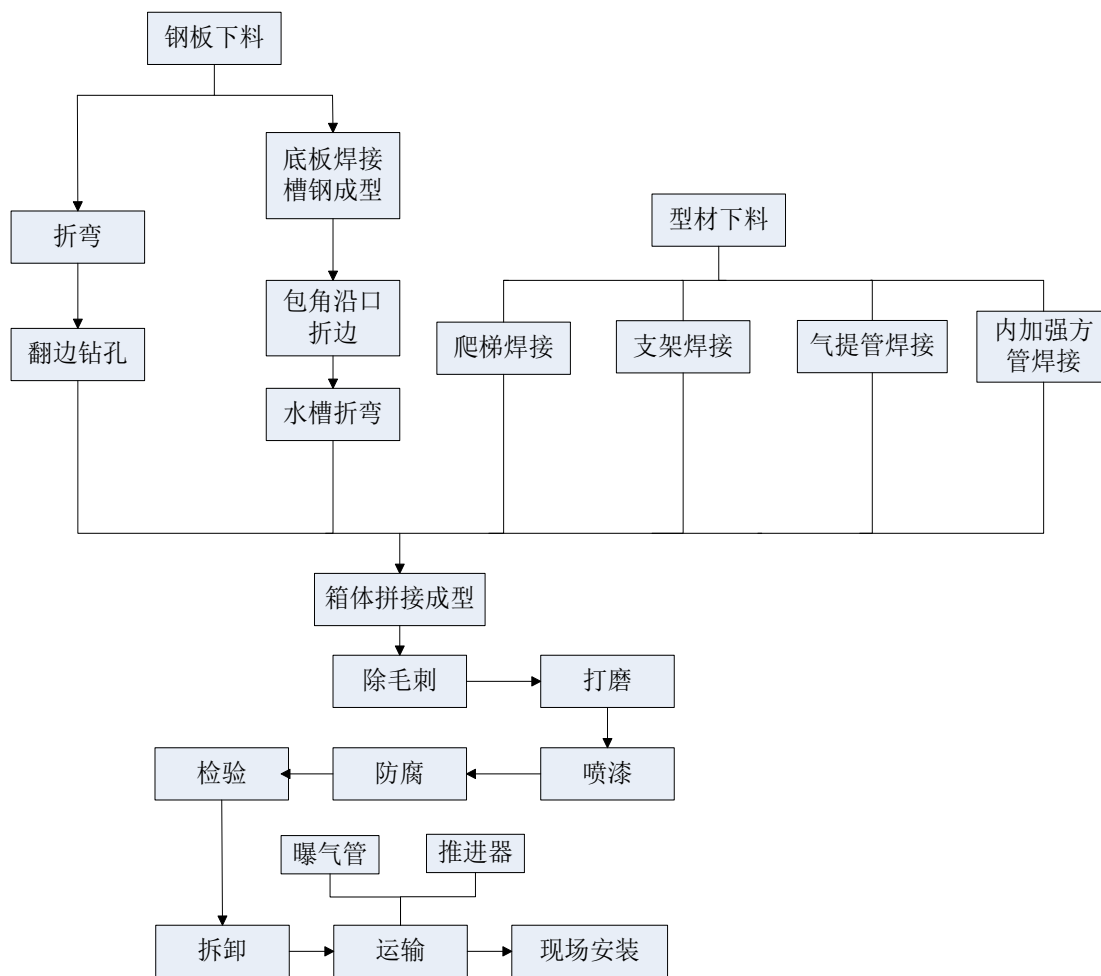 钢板下料
底板焊接
槽钢成型
折弯
型材下料
包角沿口
折边
翻边钻孔
爬梯焊接
支架焊接
气提管焊接
内加强方
管焊接
水槽折弯
箱体拼接成型
除毛刺
打磨
检验
防腐
喷漆
曝气管
推进器
拆卸
运输
现场安装